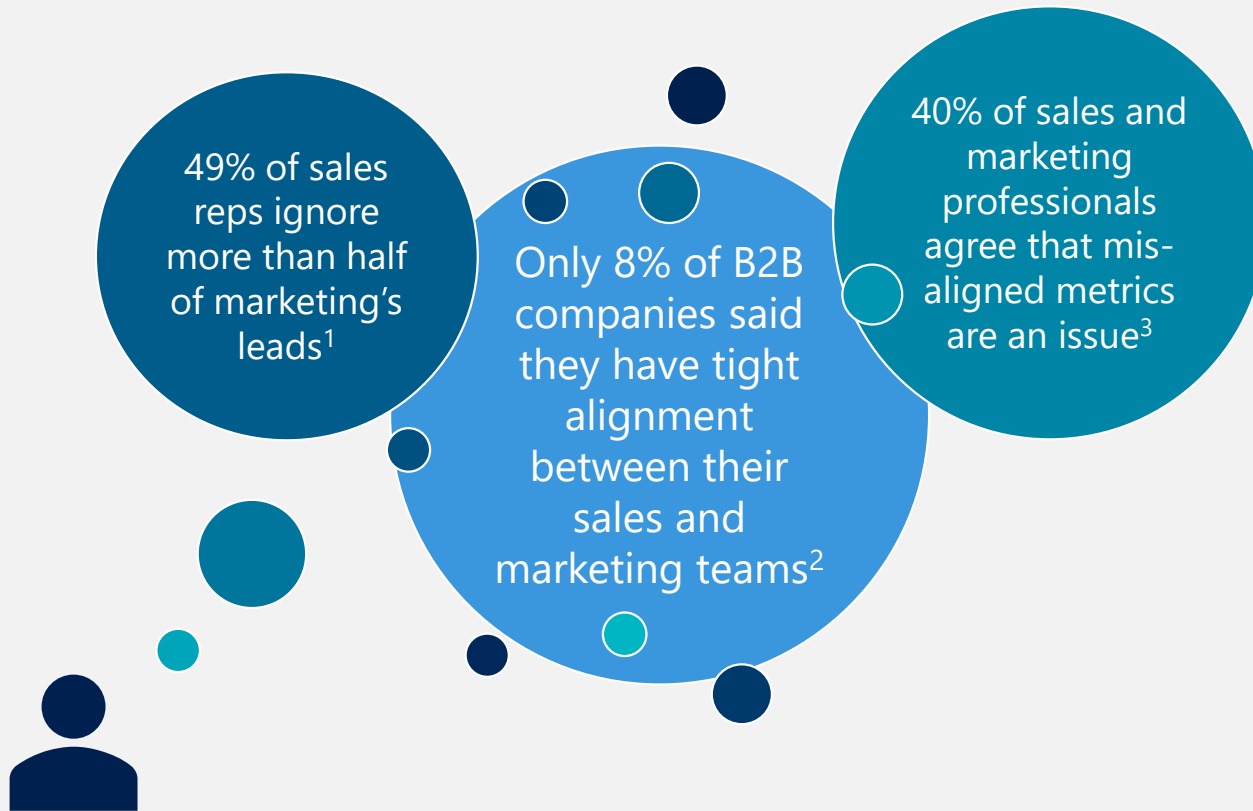 49% of sales
reps ignore
more than half
of marketing’s
leads1
Only 8% of B2B
companies said
they have tight
alignment
between their
sales and
marketing teams2
40% of sales and
marketing
professionals
agree that mis-
aligned metrics
are an issue3